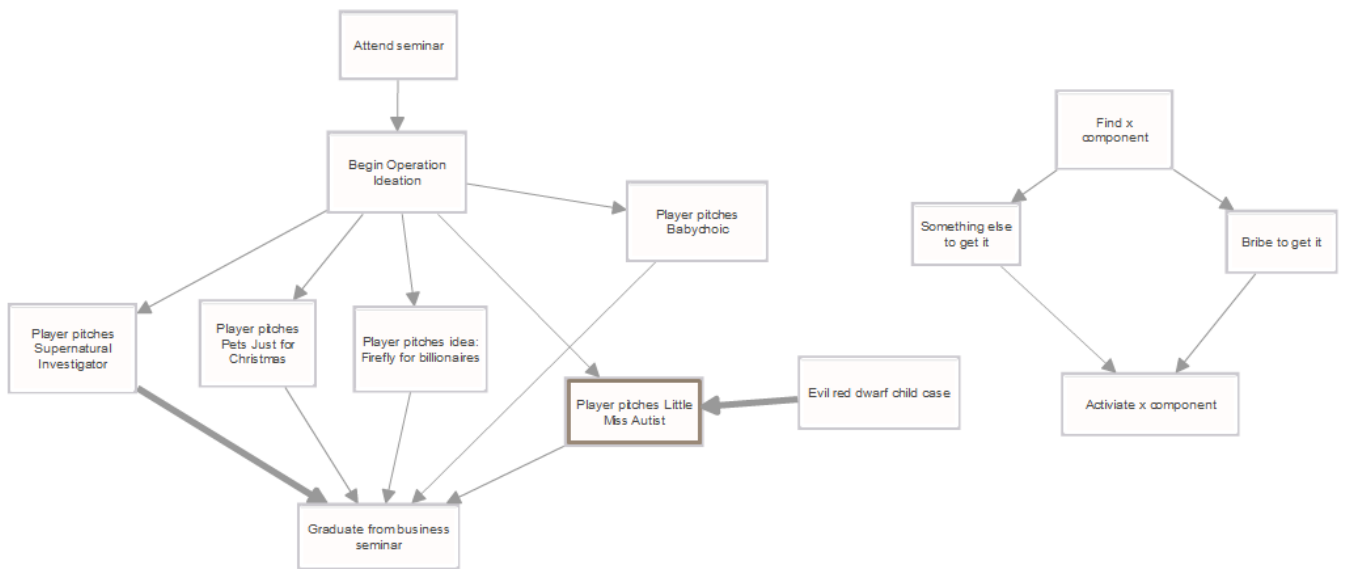 Attend seminar
Begin Operation
Ideation
Player pitches
Babychoic
Find x
component
Something else
to get it
Bribe to get it
Player pitches
Supernatural
Investigator
Player pitches
Pets Just for
Christmas
Player pitches idea:
Firefly for billionaires
Player pitches Little
Miss Autist
Evil red dwarf child case
Activiate x component
Graduate from business
seminar